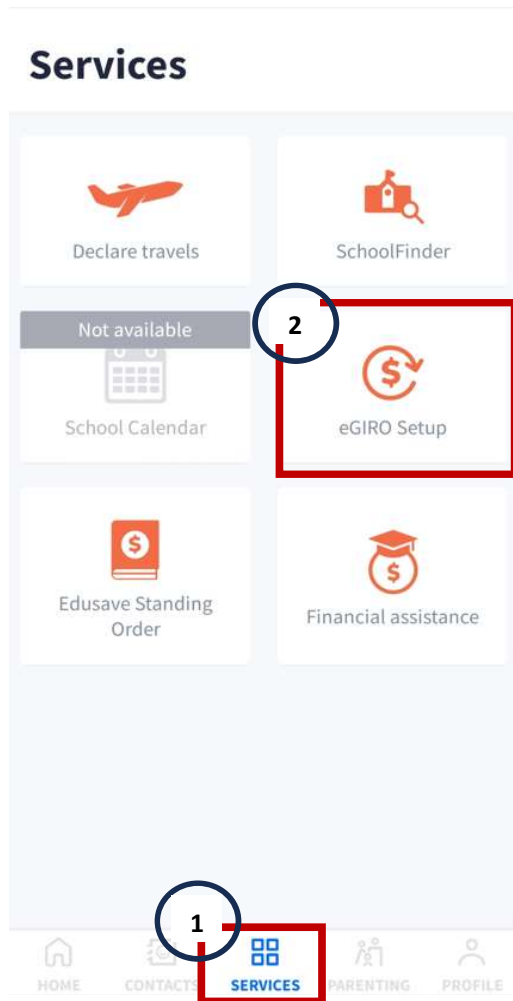 Services
Declare travels
SchoolFinder
Not available
School Calendar
2
eGIRO Setup
Edusave Standing
Order
Financial assistance
1
HOME
CONTACTS
SERVICES
PARENTING
PROFILE